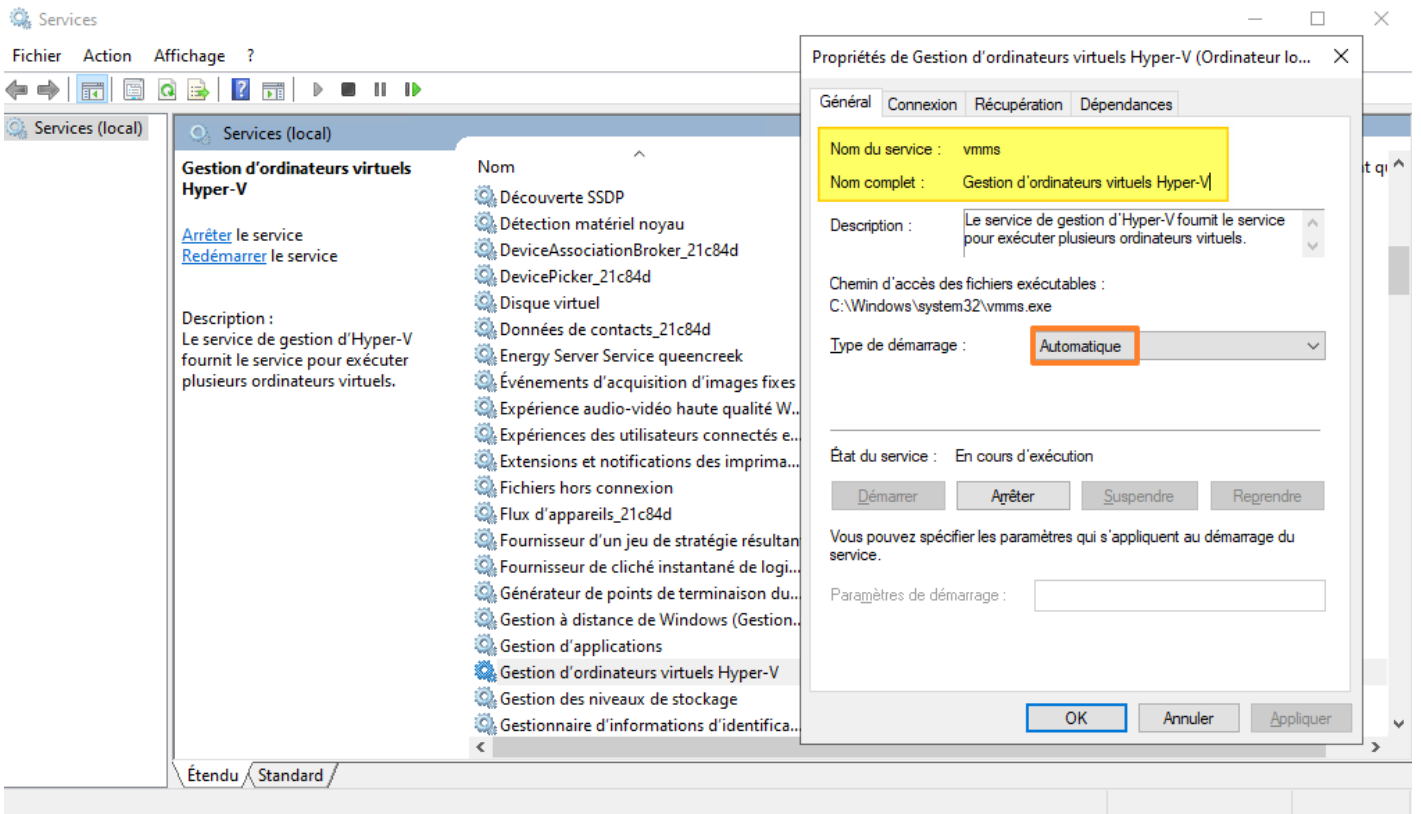 Services
Fichier Action Affichage ?
Services (local)
Services (local)
Gestion d'ordinateurs virtuels
Hyper-V
Arrêter le service
Redémarrer le service
Description :
Le service de gestion d'Hyper-V
fournit le service pour exécuter
plusieurs ordinateurs virtuels.
Nom
Découverte SSDP
Détection matériel noyau
DeviceAssociationBroker_21c84d
DevicePicker_21c84d
Disque virtuel
Données de contacts_21c84d
Energy Server Service queencreek
Événements d'acquisition d'images fixes
Expérience audio-vidéo haute qualité W...
Expériences des utilisateurs connectés e...
Extensions et notifications des imprima...
Fichiers hors connexion
Flux d'appareils_21c84d
Fournisseur d'un jeu de stratégie résultan
Fournisseur de cliché instantané de logi...
Générateur de points de terminaison du...
Gestion à distance de Windows (Gestion...
Gestion d'applications
Gestion d'ordinateurs virtuels Hyper-V
Gestion des niveaux de stockage
Gestionnaire d'informations d'identifica...
Étendu Standard
Propriétés de Gestion d'ordinateurs virtuels Hyper-V (Ordinateur lo...
Général Connexion Récupération Dépendances
Nom du service : vmms
Nom complet : Gestion d'ordinateurs virtuels Hyper-V
Description : Le service de gestion d'Hyper-V fournit le service
pour exécuter plusieurs ordinateurs virtuels.
Chemin d'accès des fichiers exécutables :
C:\Windows\system32\vmms.exe
Type de démarrage : Automatique
État du service : En cours d'exécution
Démarrer Arrêter Suspendre Reprendre
Vous pouvez spécifier les paramètres qui s'appliquent au démarrage du
service.
Paramètres de démarrage :
OK Annuler Appliquer